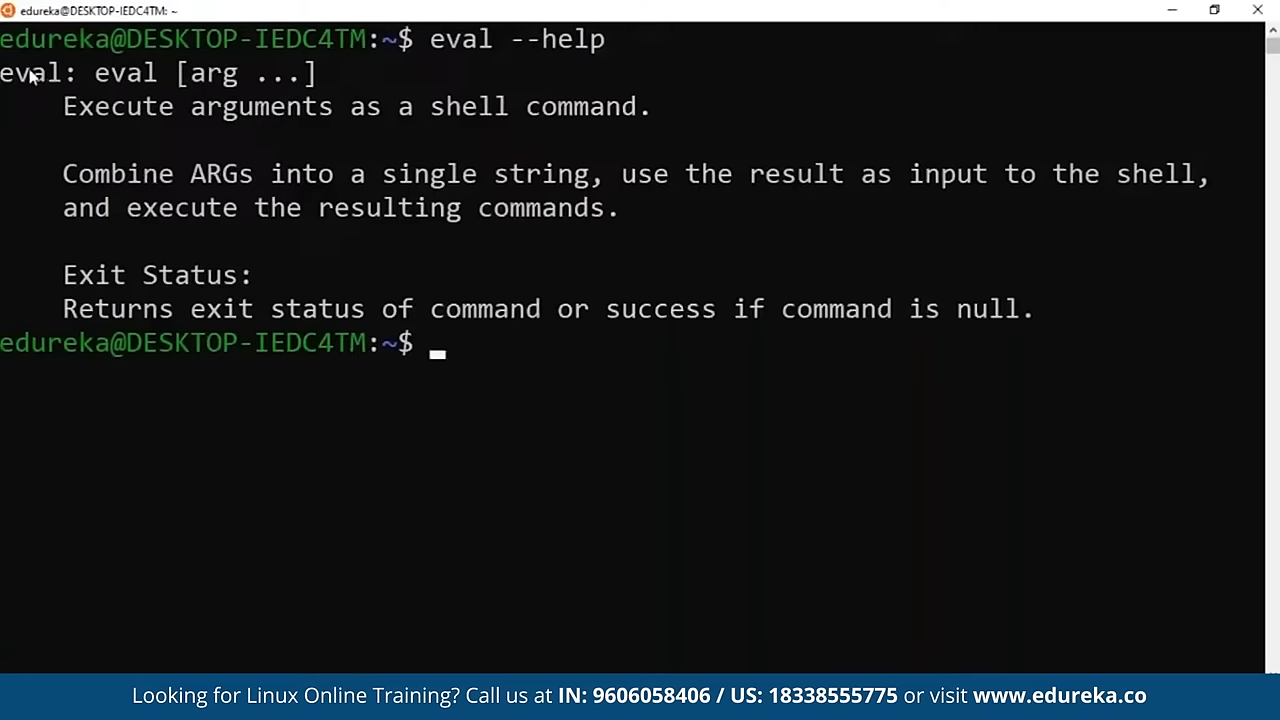 edureka@DESKTOP-IEDC4TM: ~
edureka@DESKTOP-IEDC4TM:~$ eval --help
eval: eval [arg ...]
Execute arguments as a shell command.
Combine ARGs into a single string, use the result as input to the shell,
and execute the resulting commands.
Exit Status:
Returns exit status of command or success if command is null.
edureka@DESKTOP-IEDC4TM:~$
Looking for Linux Online Training? Call us at IN: 9606058406 / US: 18338555775 or visit www.edureka.co